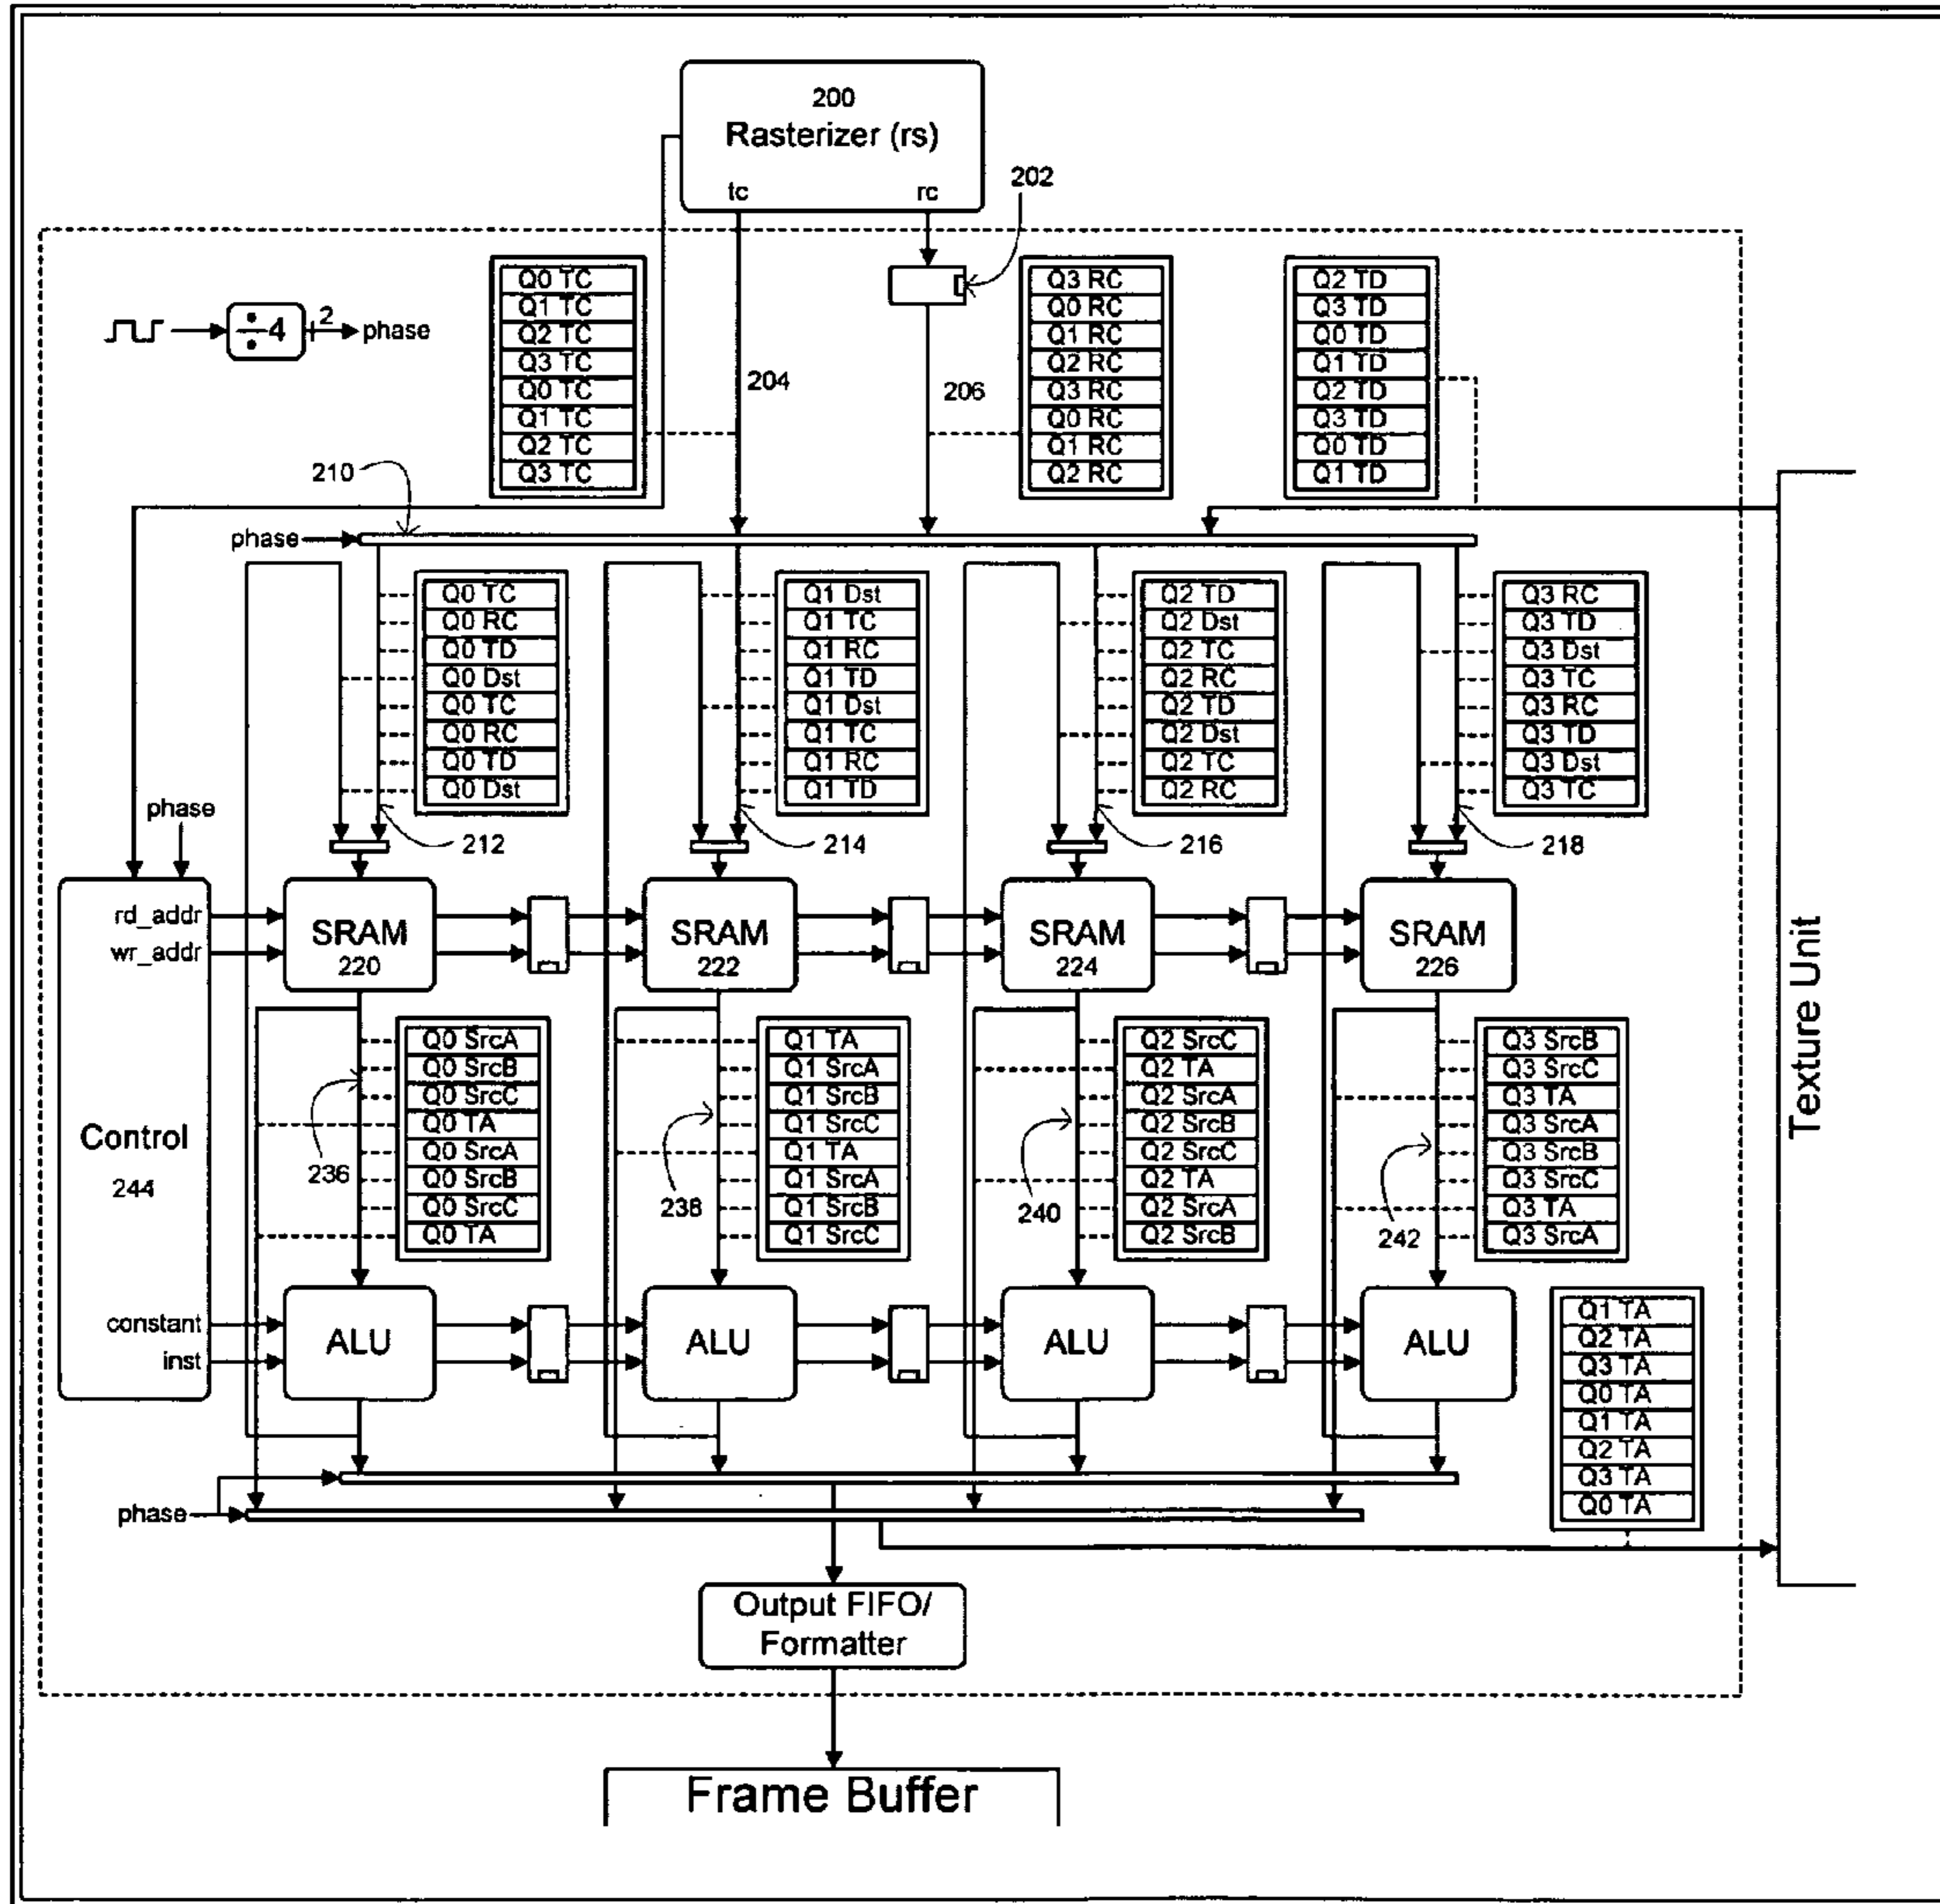 200
Rasterizer (rs)
tc
rc
202
÷4
2
phase
Q0 TC
Q1 TC
Q2 TC
Q3 TC
Q0 TC
Q1 TC
Q2 TC
Q3 TC
204
206
Q3 RC
Q0 RC
Q1 RC
Q2 RC
Q3 RC
Q0 RC
Q1 RC
Q2 RC
Q2 TD
Q3 TD
Q0 TD
Q1 TD
Q2 TD
Q3 TD
Q0 TD
Q1 TD
210
phase
Q0 TC
Q0 RC
Q0 TD
Q0 Dst
Q0 TC
Q0 RC
Q0 TD
Q0 Dst
Q1 Dst
Q1 TC
Q1 RC
Q1 TD
Q1 Dst
Q1 TC
Q1 RC
Q1 TD
Q2 TD
Q2 Dst
Q2 TC
Q2 RC
Q2 TD
Q2 Dst
Q2 TC
Q2 RC
Q3 RC
Q3 TD
Q3 Dst
Q3 TC
Q3 RC
Q3 TD
Q3 Dst
Q3 TC
phase
212
214
216
218
rd_addr
wr_addr
SRAM
220
SRAM
222
SRAM
224
SRAM
226
Texture Unit
Control
244
Q0 SrcA
Q0 SrcB
Q0 SrcC
Q0 TA
Q0 SrcA
Q0 SrcB
Q0 SrcC
Q0 TA
236
Q1 TA
Q1 SrcA
Q1 SrcB
Q1 SrcC
Q1 TA
Q1 SrcA
Q1 SrcB
Q1 SrcC
238
Q2 SrcC
Q2 TA
Q2 SrcA
Q2 SrcB
Q2 SrcC
Q2 TA
Q2 SrcA
Q2 SrcB
240
Q3 SrcB
Q3 SrcC
Q3 TA
Q3 SrcA
Q3 SrcB
Q3 SrcC
Q3 TA
Q3 SrcA
242
constant
inst
ALU
ALU
ALU
ALU
Q1 TA
Q2 TA
Q3 TA
Q0 TA
Q1 TA
Q2 TA
Q3 TA
Q0 TA
phase
Output FIFO/
Formatter
Frame Buffer